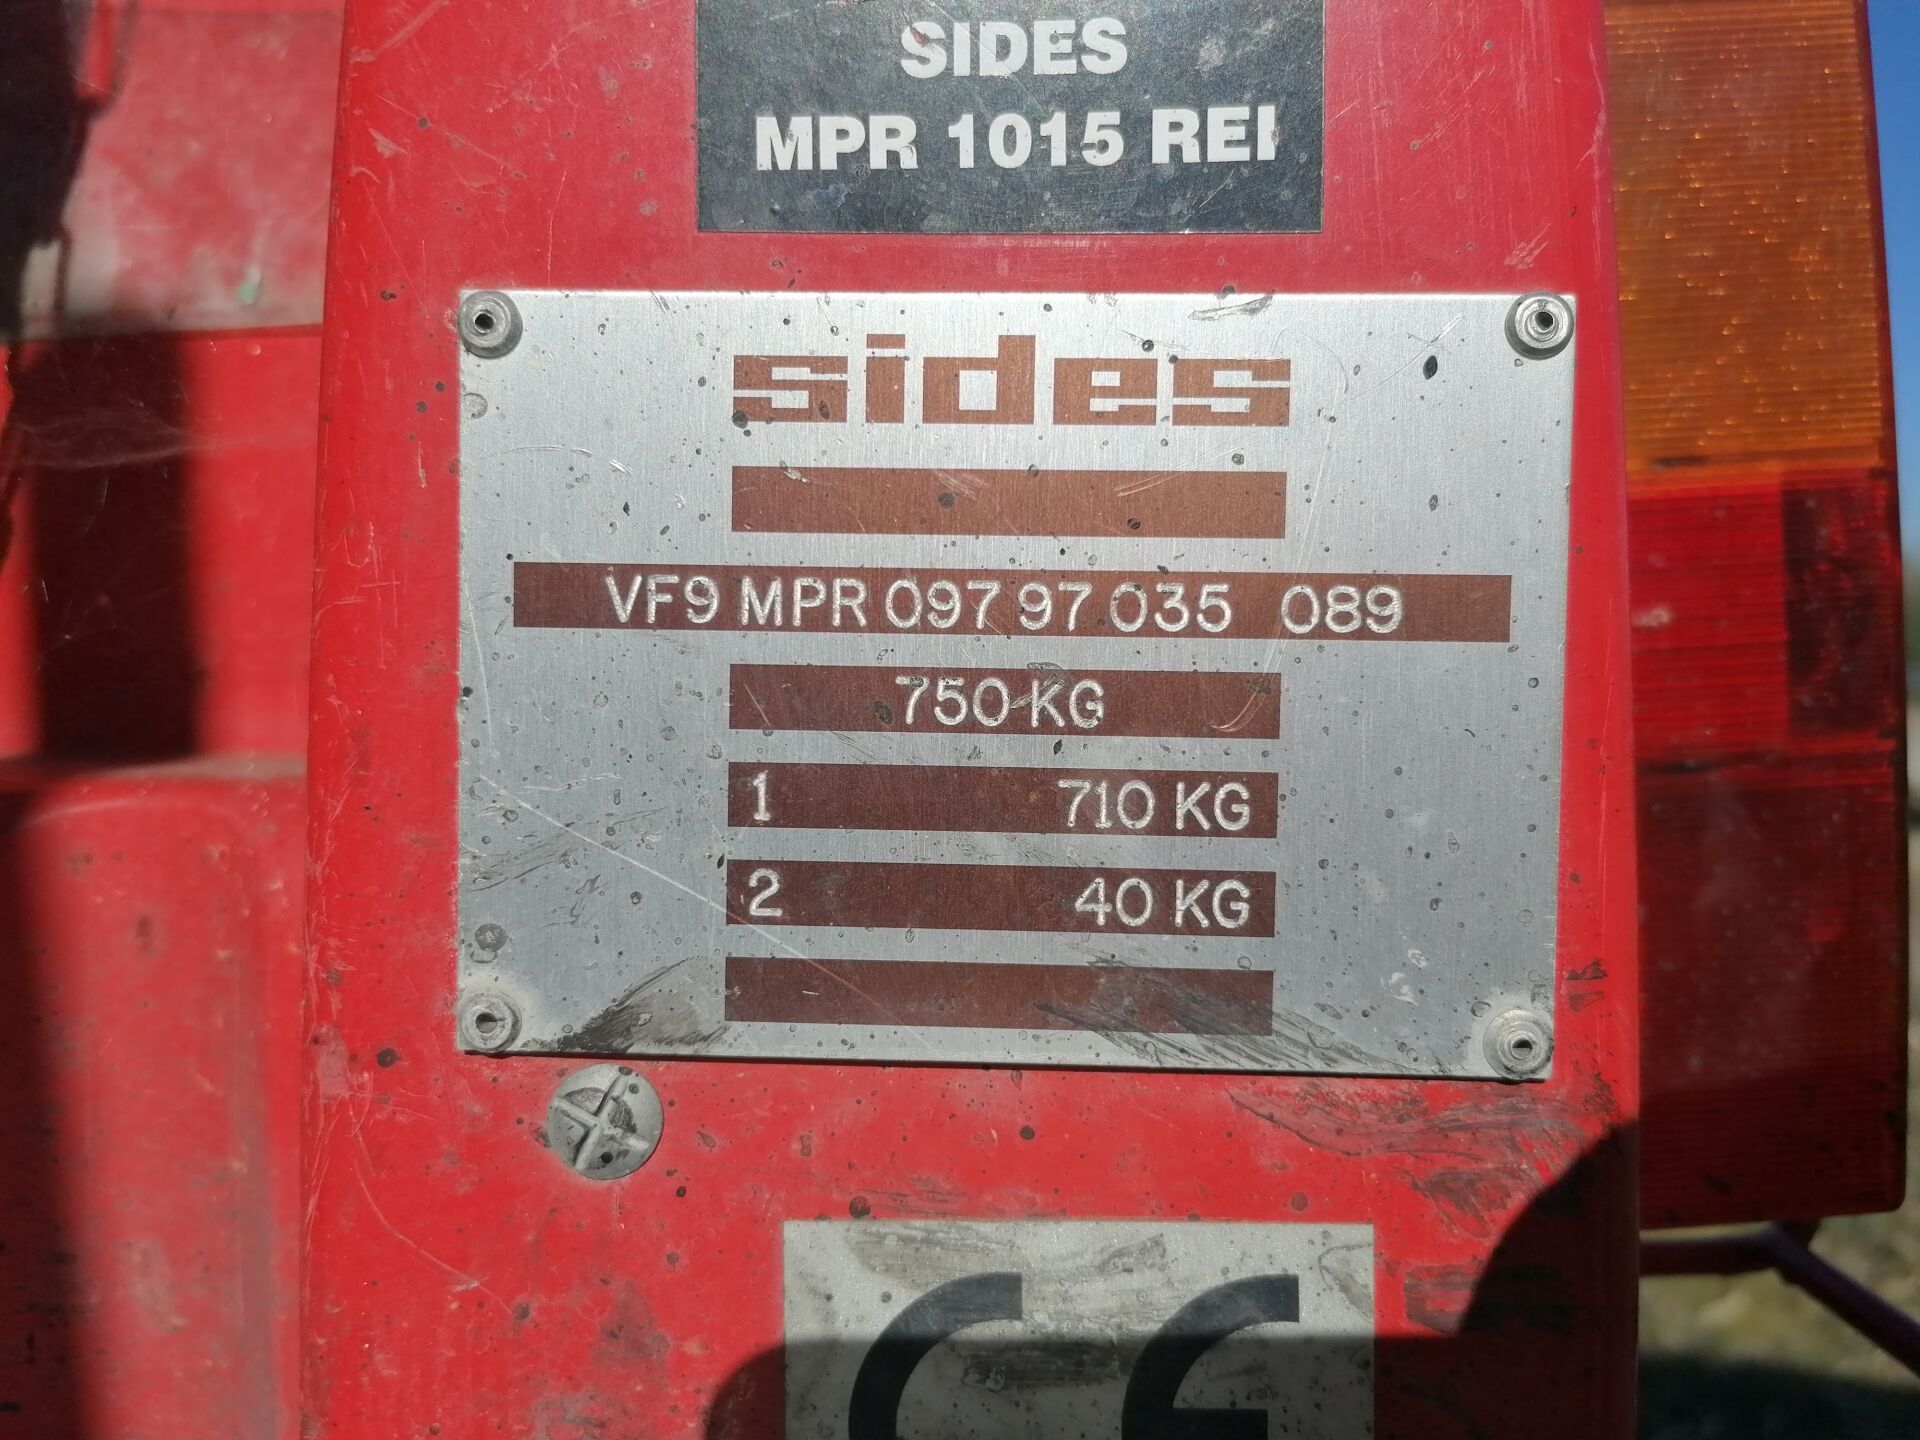 SIDES
MPR 1015 REI
sides
VF9 MPR 097 97 035 089
750 KG
1 710 KG
2 40 KG
CE